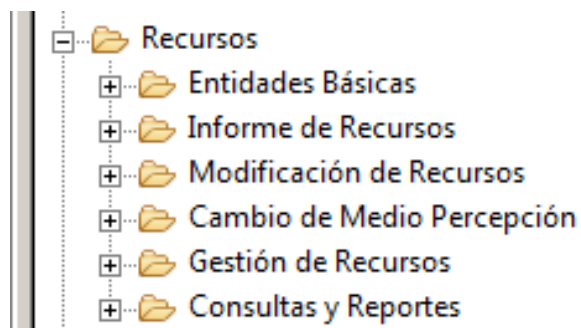 Recursos
Entidades Básicas
Informe de Recursos
Modificación de Recursos
Cambio de Medio Percepción
Gestión de Recursos
Consultas y Reportes